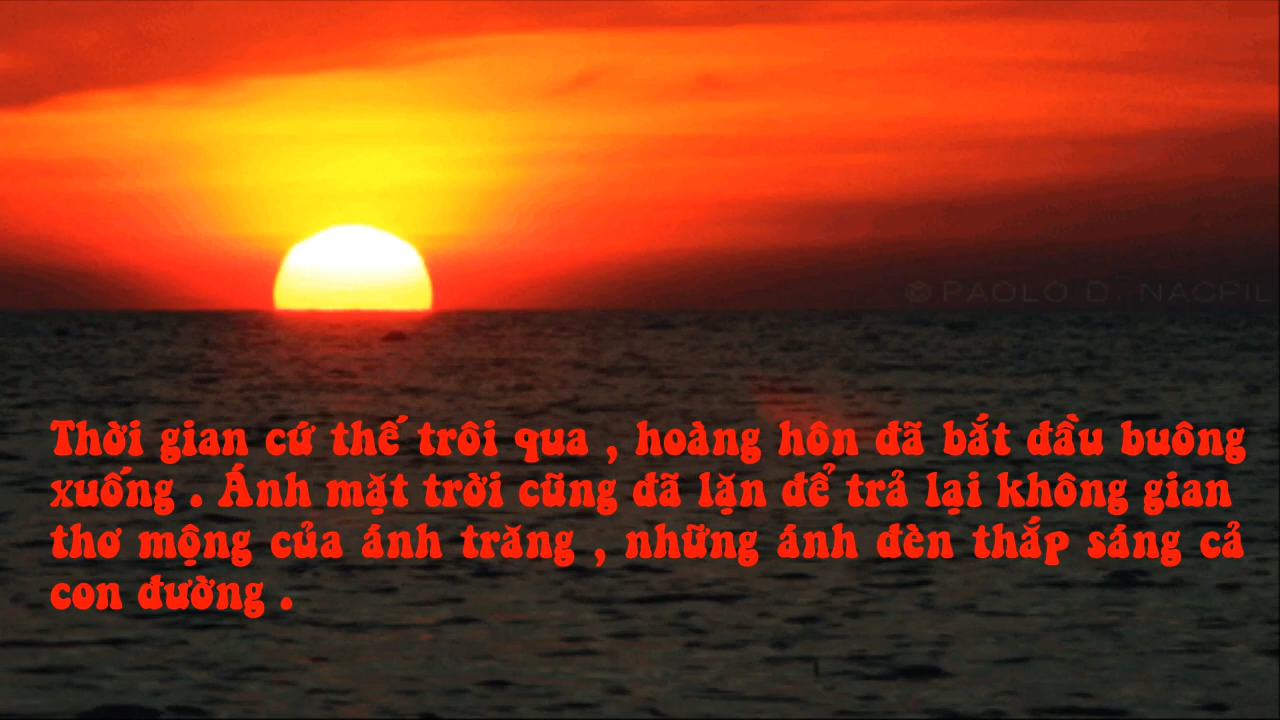 © PAOLO D. NACPIL
Thời gian cứ thế trôi qua , hoàng hôn đã bắt đầu buông
xuống . Ánh mặt trời cũng đã lặn để trả lại không gian
thơ mộng của ánh trăng , những ánh đèn thắp sáng cả
con đường .